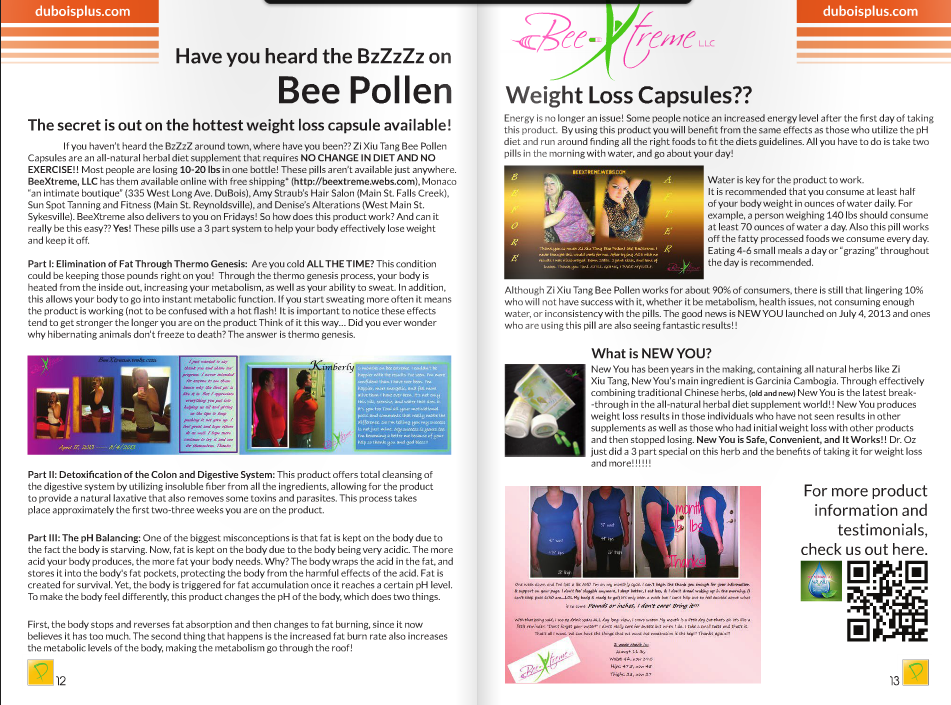 duboisplus.com
Have you heard the BzZzZz on
Bee Pollen
The secret is out on the hottest weight loss capsule available!
If you haven't heard the BzZzZ around town, where have you been?? Zi Xiu Tang Bee Pollen
Capsules are an all-natural herbal diet supplement that requires NO CHANGE IN DIET AND NO
EXERCISE!! Most people are losing 10-20 lbs in one bottle! These pills aren't available just anywhere.
BeeXtreme, LLC has them available online with free shipping* (http://beextreme.webs.com), Monaco
"an intimate boutique" (335 West Long Ave. DuBois), Amy Straub's Hair Salon (Main St. Falls Creek),
Sun Spot Tanning and Fitness (Main St. Reynoldsville), and Denise's Alterations (West Main St.
Sykesville). BeeXtreme also delivers to you on Fridays! So how does this product work? And can it
really be this easy?? Yes! These pills use a 3 part system to help your body effectively lose weight
and keep it off.
Part I: Elimination of Fat Through Thermo Genesis: Are you cold ALL THE TIME? This condition
could be keeping those pounds right on you! Through the thermo genesis process, your body is
heated from the inside out, increasing your metabolism, as well as your ability to sweat. In addition,
this allows your body to go into instant metabolic function. If you start sweating more often it means
the product is working (not to be confused with a hot flash! It is important to notice these effects
tend to get stronger the longer you are on the product Think of it this way... Did you ever wonder
why hibernating animals don't freeze to death? The answer is thermo genesis.
BeeXtreme.webs.com
Kimberly
Part II: Detoxification of the Colon and Digestive System: This product offers total cleansing of
the digestive system by utilizing insoluble fiber from all the ingredients, allowing for the product
to provide a natural laxative that also removes some toxins and parasites. This process takes
place approximately the first two-three weeks you are on the product.
Part III: The pH Balancing: One of the biggest misconceptions is that fat is kept on the body due to
the fact the body is starving. Now, fat is kept on the body due to the body being very acidic. The more
acid your body produces, the more fat your body needs. Why? The body wraps the acid in the fat, and
stores it into the body's fat pockets, protecting the body from the harmful effects of the acid. Fat is
created for survival. Yet, the body is triggered for fat accumulation once it reaches a certain pH level.
To make the body feel differently, this product changes the pH of the body, which does two things.
First, the body stops and reverses fat absorption and then changes to fat burning, since it now
believes it has too much. The second thing that happens is the increased fat burn rate also increases
the metabolic levels of the body, making the metabolism go through the roof!
12
duboisplus.com
Bee-Xtreme LLC
Weight Loss Capsules??
Energy is no longer an issue! Some people notice an increased energy level after the first day of taking
this product. By using this product you will benefit from the same effects as those who utilize the pH
diet and run around finding all the right foods to fit the diets guidelines. All you have to do is take two
pills in the morning with water, and go about your day!
BEEXTREME.WEBS.COM
BEFORE
AFTER
Water is key for the product to work.
It is recommended that you consume at least half
of your body weight in ounces of water daily. For
example, a person weighing 140 lbs should consume
at least 70 ounces of water a day. Also this pill works
off the fatty processed foods we consume every day.
Eating 4-6 small meals a day or "grazing" throughout
the day is recommended.
Although Zi Xiu Tang Bee Pollen works for about 90% of consumers, there is still that lingering 10%
who will not have success with it, whether it be metabolism, health issues, not consuming enough
water, or inconsistency with the pills. The good news is NEW YOU launched on July 4, 2013 and ones
who are using this pill are also seeing fantastic results!!
What is NEW YOU?
New You has been years in the making, containing all natural herbs like Zi
Xiu Tang, New You's main ingredient is Garcinia Cambogia. Through effectively
combining traditional Chinese herbs, (old and new) New You is the latest break-
-through in the all-natural herbal diet supplement world!! New You produces
weight loss results in those individuals who have not seen results in other
supplements as well as those who had initial weight loss with other products
and then stopped losing. New You is Safe, Convenient, and It Works!! Dr. Oz
just did a 3 part special on this herb and the benefits of taking it for weight loss
and more!!!!!!
For more product
information and
testimonials,
check us out here.
Pounds or inches, I don't care! Bring it!!!
13